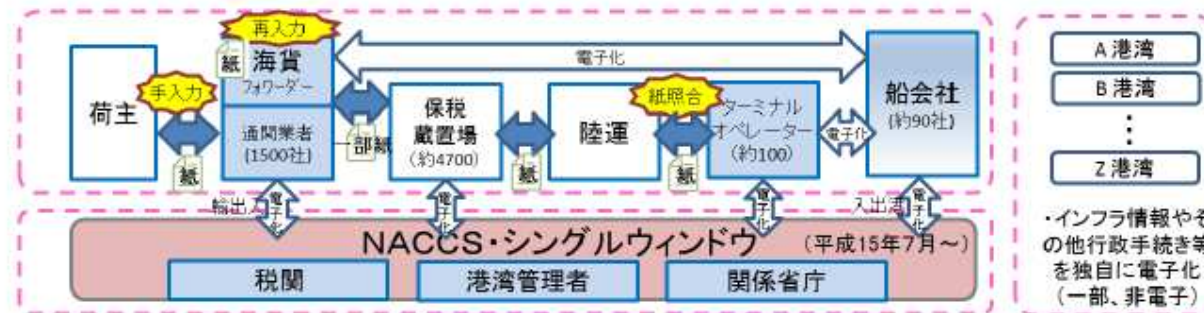 再入力
紙
海貨
フォワーダー
手入力
荷主
紙
通関業者
(1500社)
一部紙
保税
蔵置場
(約4700)
紙
陸運
紙照合
紙
ターミナル
オペレーター
(約100)
電子化
電子化
船会社
(約90社)
輸出入
電子化
電子化
電子化
入出港
電子化
NACCS・シングルウィンドウ
(平成15年7月～)
税関
港湾管理者
関係省庁
A港湾
B港湾
Z港湾
・インフラ情報やそ
の他行政手続き等
を独自に電子化
(一部、非電子)